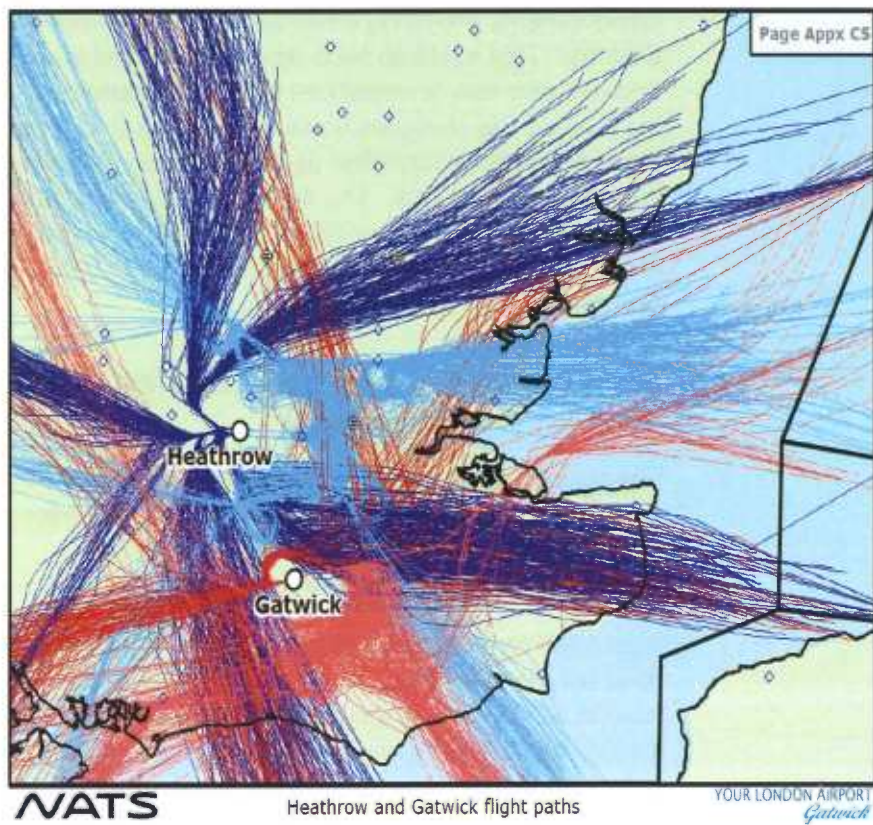 Page Appx C5
Heathrow
Gatwick
NATS
Heathrow and Gatwick flight paths
YOUR LONDON AIRPORT
Gatwick